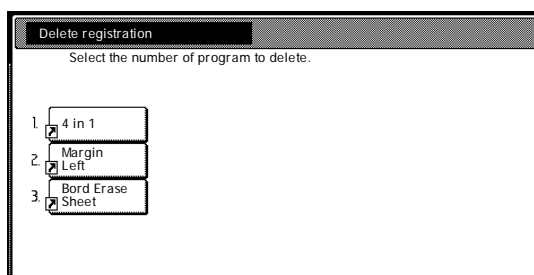 Delete registration
Select the number of program to delete.
1. 4 in 1
2. Margin
Left
3. Bord Erase
Sheet